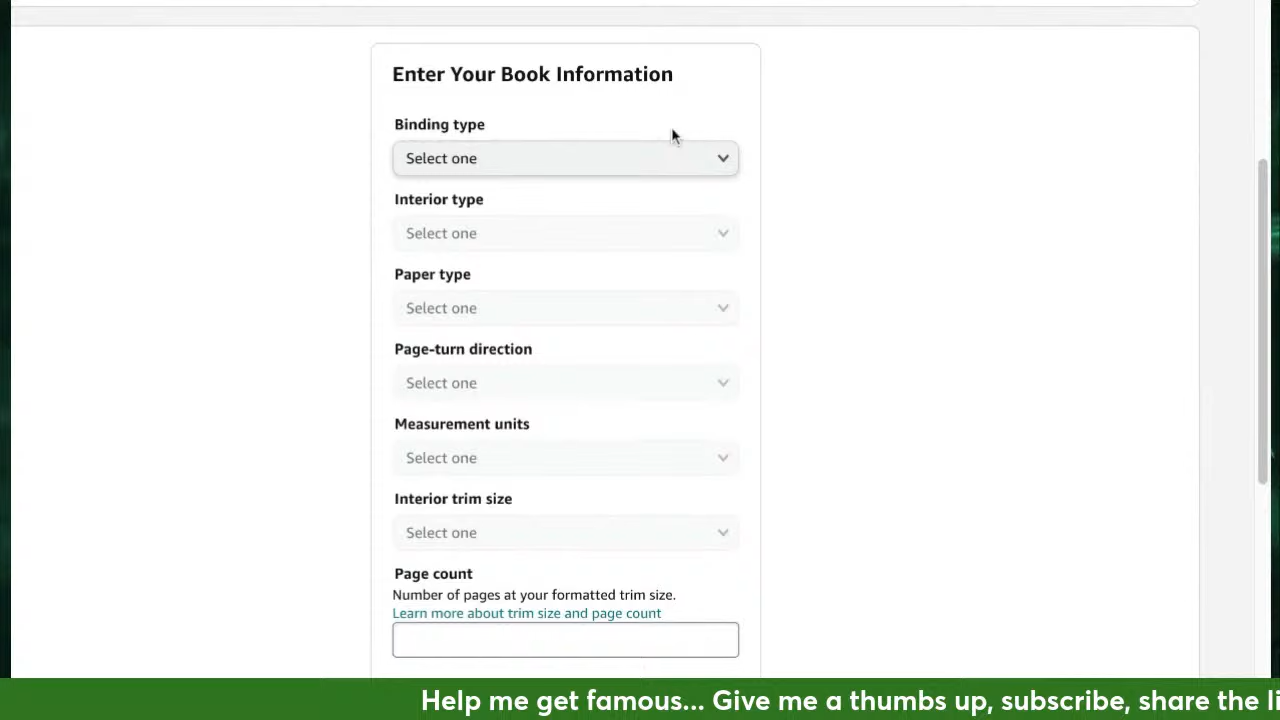 Enter Your Book Information
Binding type
Select one
Interior type
Select one
Paper type
Select one
Page-turn direction
Select one
Measurement units
Select one
Interior trim size
Select one
Page count
Number of pages at your formatted trim size.
Learn more about trim size and page count
Help me get famous... Give me a thumbs up, subscribe, share the li